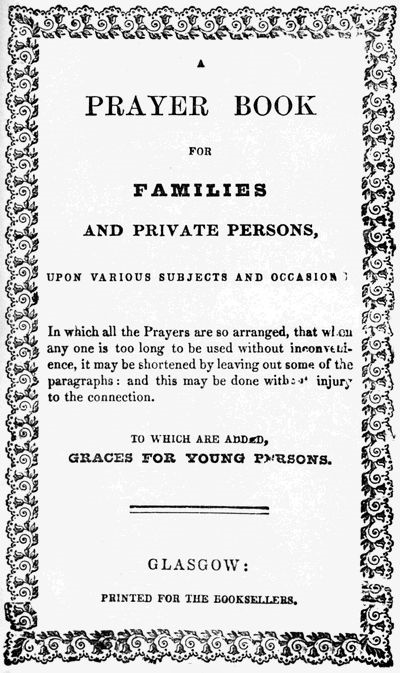 A
PRAYER BOOK
FOR
FAMILIES
AND PRIVATE PERSONS,
UPON VARIOUS SUBJECTS AND OCCASION
In which all the Prayers are so arranged, that when
any one is too long to be used without inconveni-
ence, it may be shortened by leaving out some of the
paragraphs: and this may be done without injury
to the connection.
TO WHICH ARE ADDED,
GRACES FOR YOUNG PERSONS.
GLASGOW:
PRINTED FOR THE BOOKSELLERS.